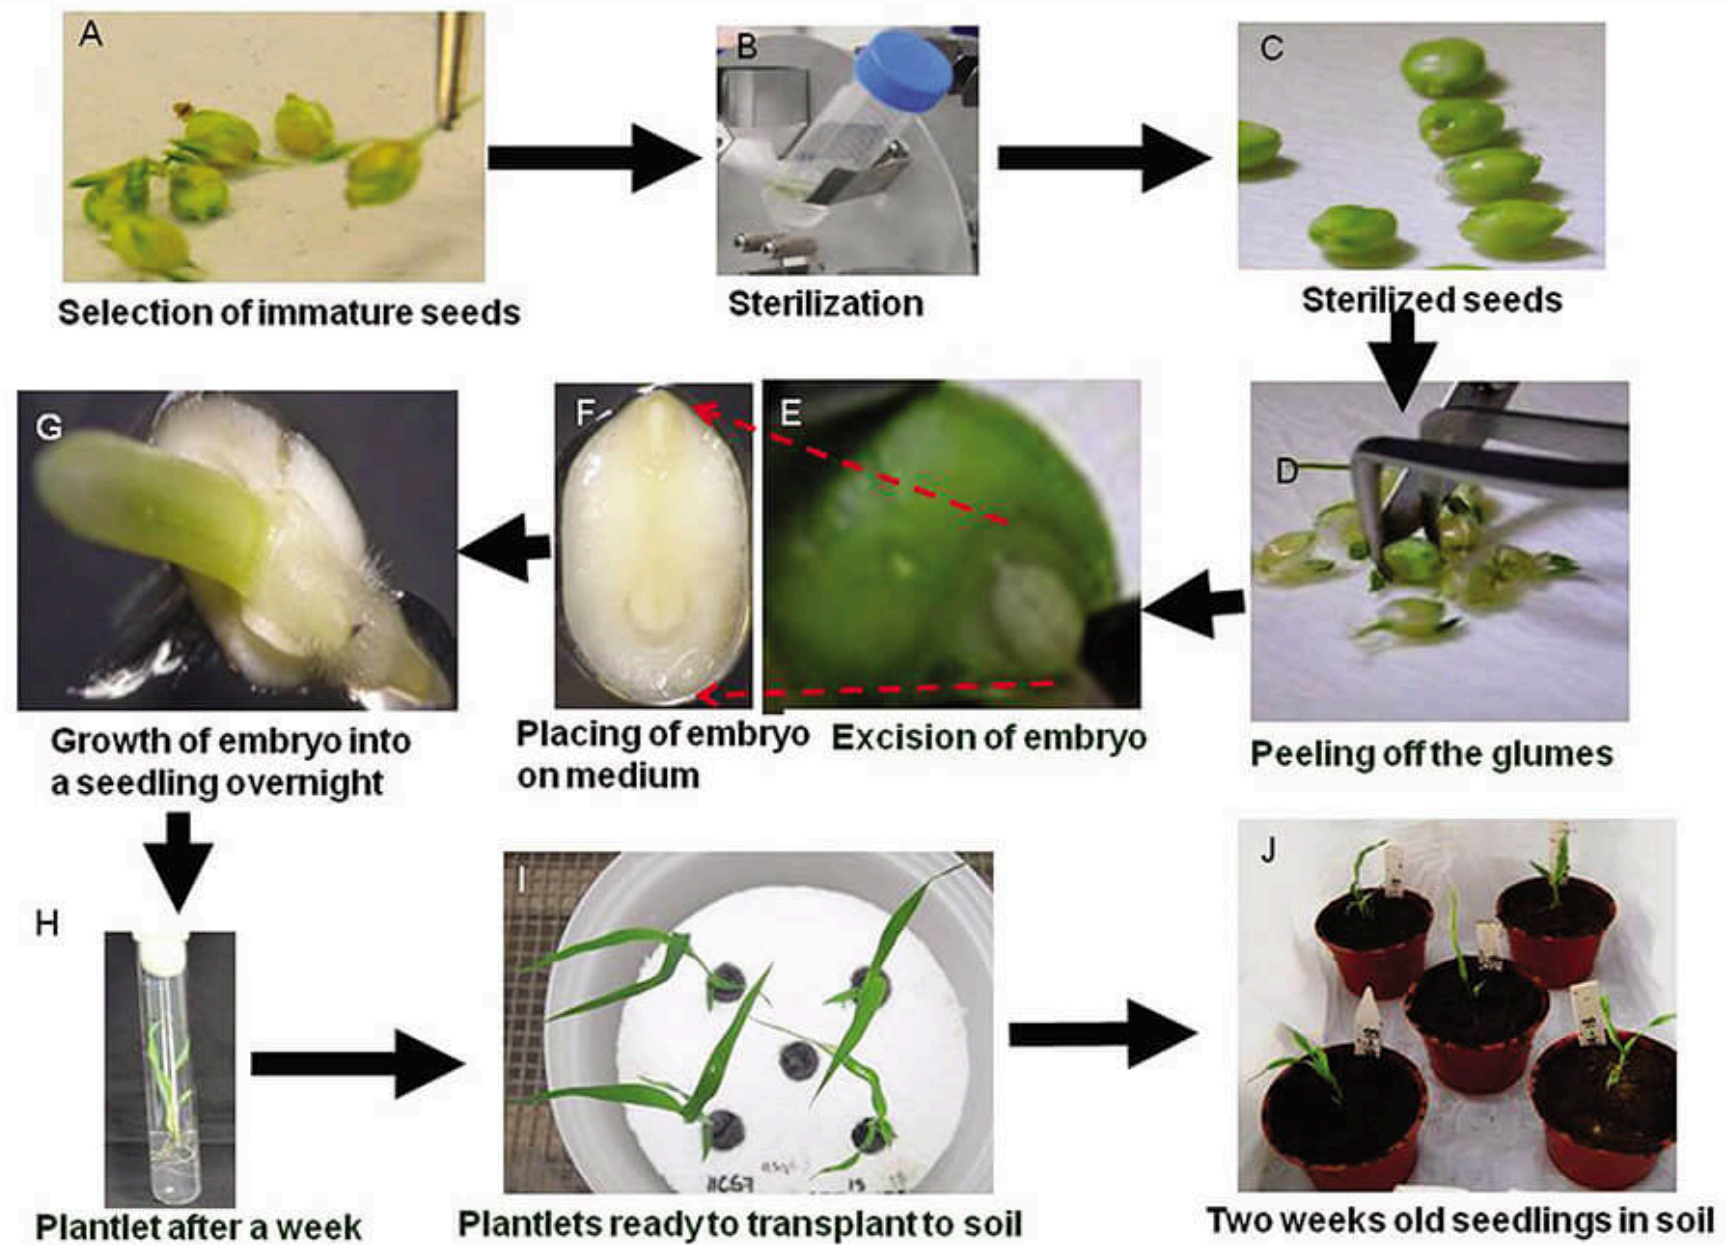 A
B
C
Selection of immature seeds
Sterilization
Sterilized seeds
G
F
E
D
Growth of embryo into
a seedling overnight
Placing of embryo
on medium
Excision of embryo
Peeling off the glumes
H
I
J
Plantlet after a week
Plantlets ready to transplant to soil
Two weeks old seedlings in soil